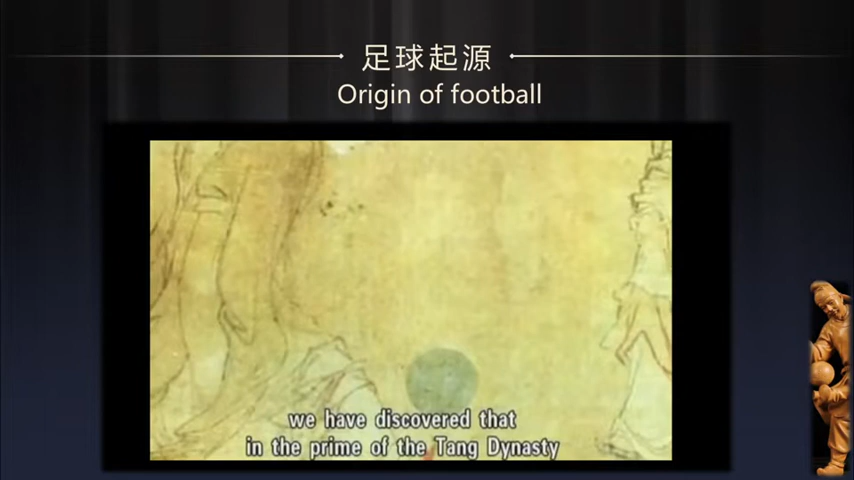 足球起源
Origin of football
we have discovered that
in the prime of the Tang Dynasty